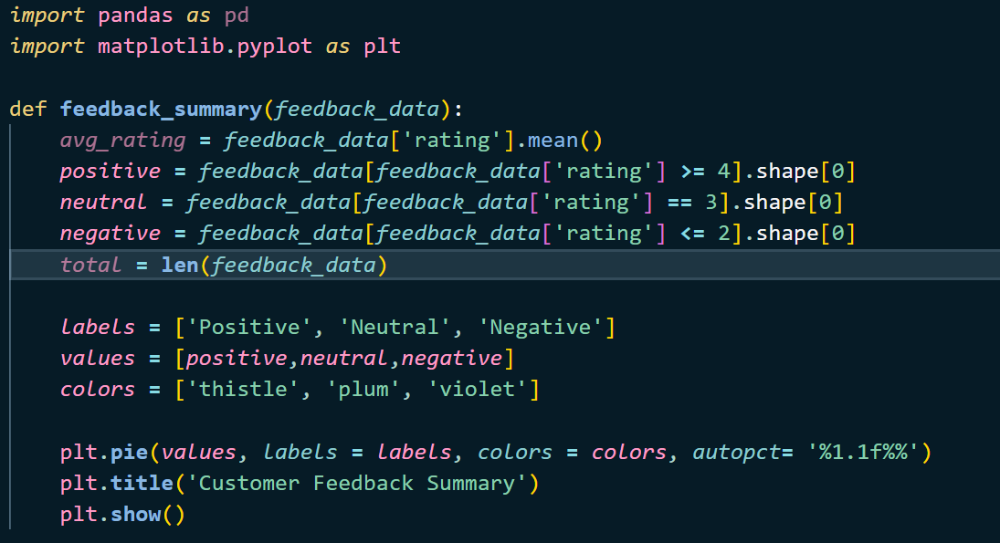 import pandas as pd
import matplotlib.pyplot as plt
def feedback_summary(feedback_data):
    avg_rating = feedback_data['rating'].mean()
    positive = feedback_data[feedback_data['rating'] >= 4].shape[0]
    neutral = feedback_data[feedback_data['rating'] == 3].shape[0]
    negative = feedback_data[feedback_data['rating'] <= 2].shape[0]
    total = len(feedback_data)
    labels = ['Positive', 'Neutral', 'Negative']
    values = [positive,neutral,negative]
    colors = ['thistle', 'plum', 'violet']
    plt.pie(values, labels = labels, colors = colors, autopct= '%1.1f%%')
    plt.title('Customer Feedback Summary')
    plt.show()